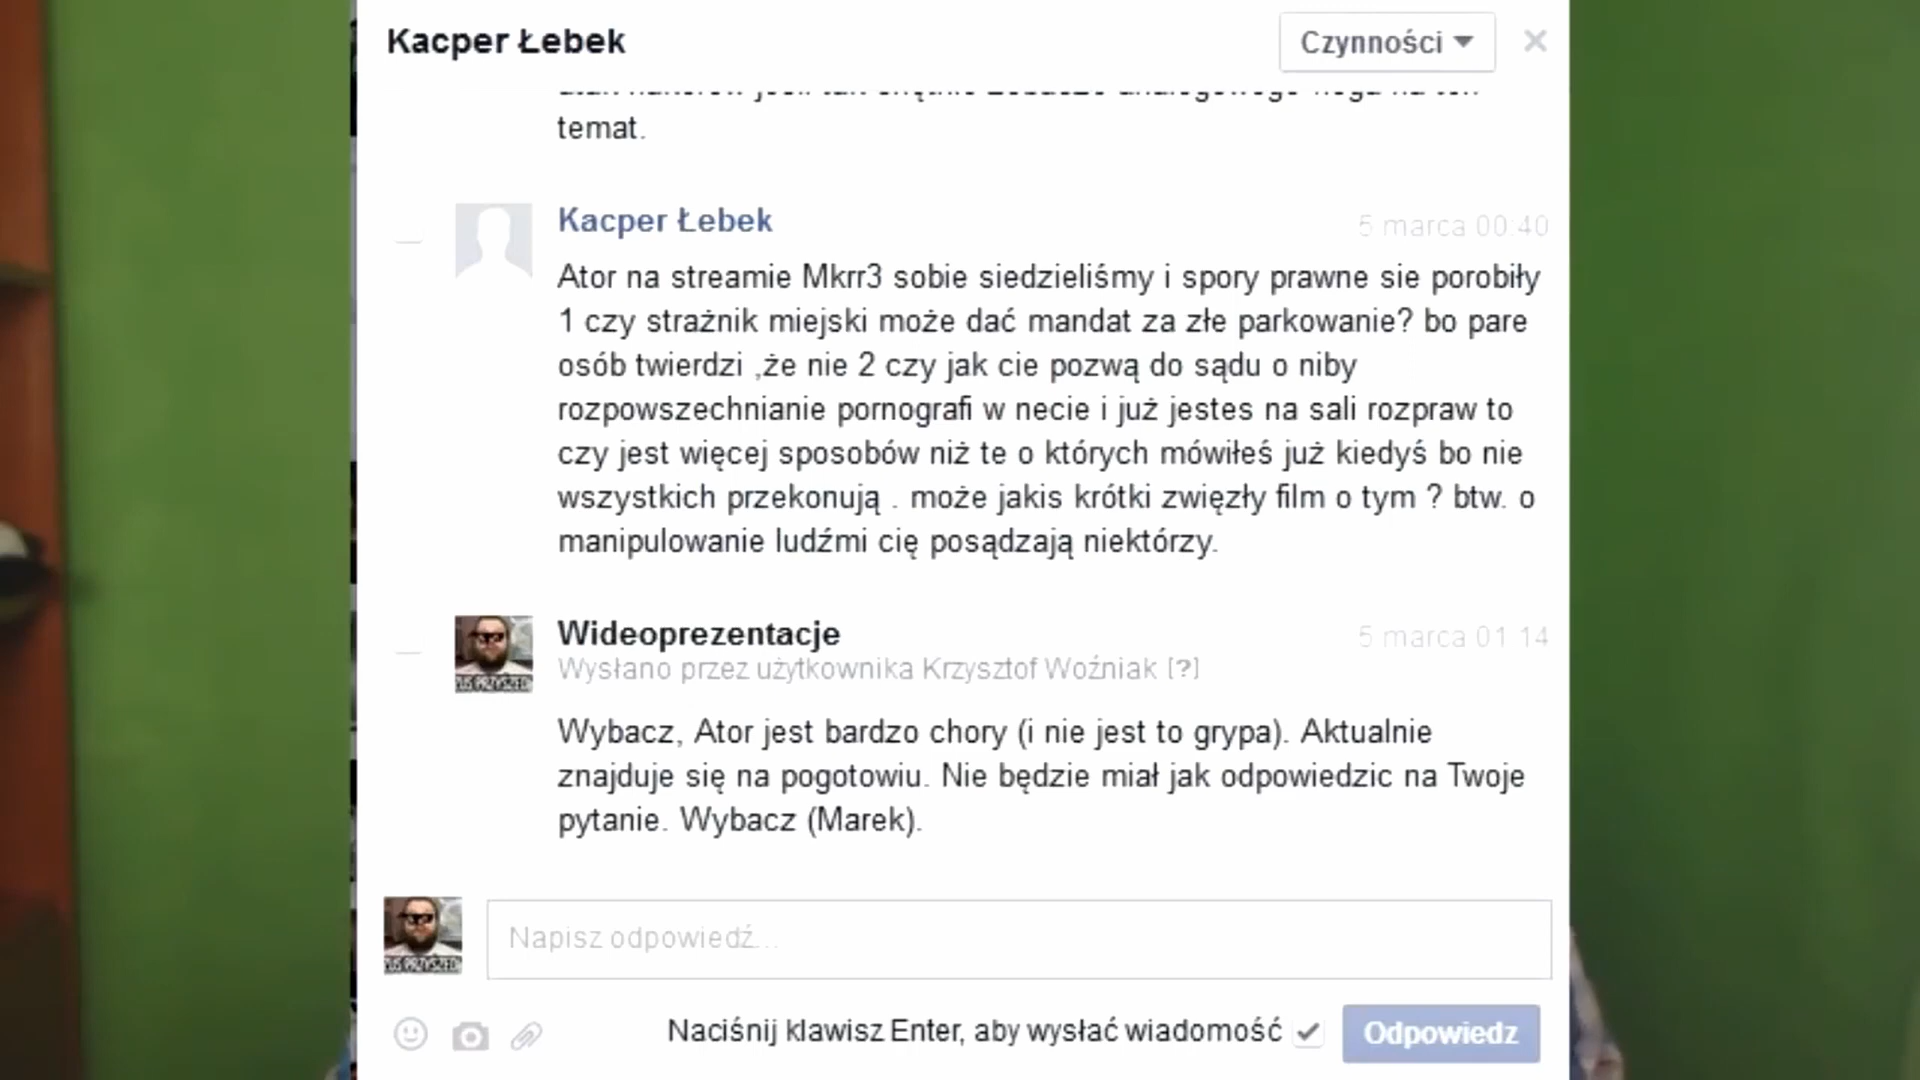 Kacper Łebek
Czynności
temat.
Kacper Łebek
5 marca 00:40
Ator na streamie Mkrr3 sobie siedzieliśmy i spory prawne sie porobiły
1 czy strażnik miejski może dać mandat za złe parkowanie? bo pare
osób twierdzi ,że nie 2 czy jak cie pozwą do sądu o niby
rozpowszechnianie pornografi w necie i już jestes na sali rozpraw to
czy jest więcej sposobów niż te o których mówiłeś już kiedyś bo nie
wszystkich przekonują . może jakis krótki zwięzły film o tym ? btw. o
manipulowanie ludźmi cię posądzają niektórzy.
Wideoprezentacje
5 marca 01:14
Wysłano przez użytkownika Krzysztof Woźniak [?]
Wybacz, Ator jest bardzo chory (i nie jest to grypa). Aktualnie
znajduje się na pogotowiu. Nie będzie miał jak odpowiedzic na Twoje
pytanie. Wybacz (Marek).
Napisz odpowiedź...
Naciśnij klawisz Enter, aby wysłać wiadomość
Odpowiedz